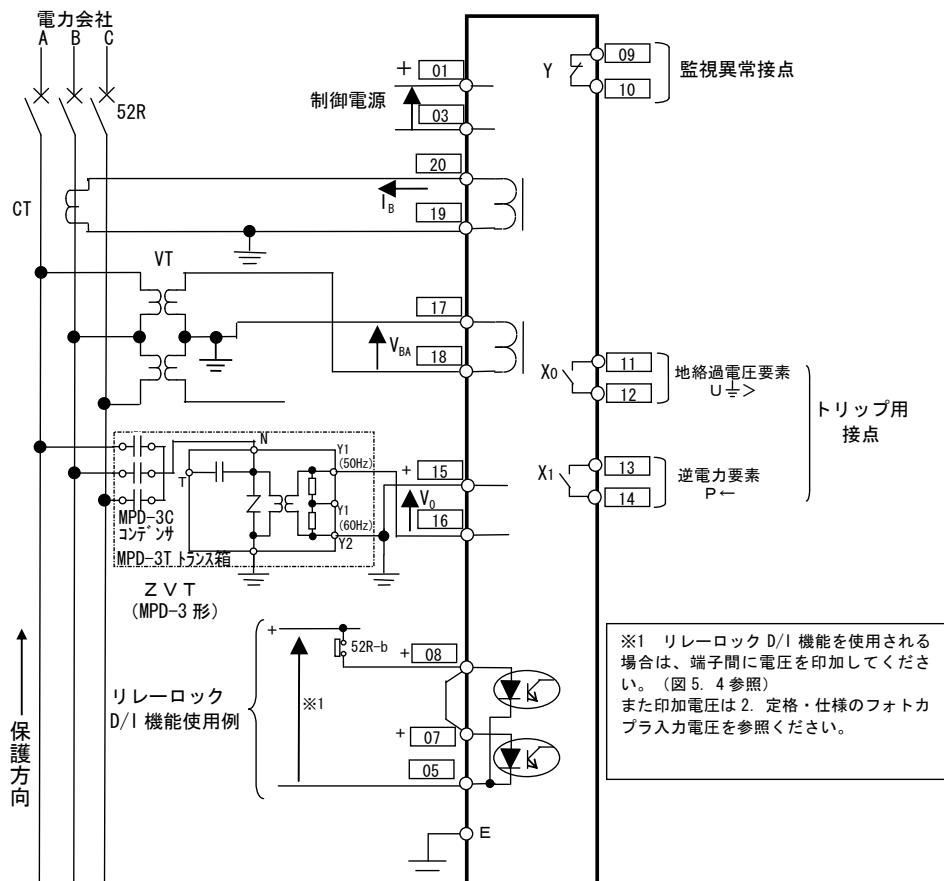 電力会社
A B C
52R
CT
VT
制御電源
+ 01
03
20
I_B
19
17
V_BA
18
+ 15
V_0
16
N
T
Y1
(50Hz)
Y1
(60Hz)
Y2
MPD-3C
コンデンサ
MPD-3T トランス箱
ZVT
(MPD-3 形)
リレーロック
D/I 機能使用例
+
52R-b
※1
+ 08
+ 07
05
E
保護方向
Y
09
10
監視異常接点
X0
11
12
地絡過電圧要素
U⏚>
X1
13
14
逆電力要素
P←
トリップ用
接点
※1 リレーロック D/I 機能を使用される
場合は、端子間に電圧を印加してくださ
い。（図 5. 4 参照）
また印加電圧は 2. 定格・仕様のフォトカ
プラ入力電圧を参照ください。